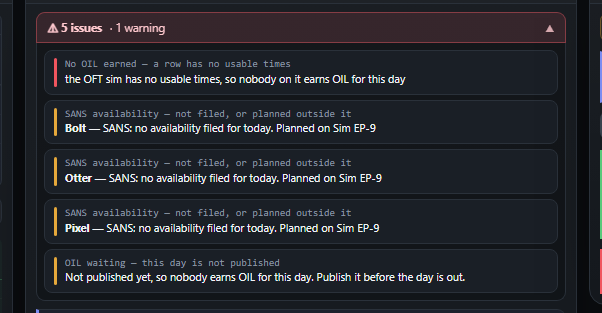 ⚠ 5 issues · 1 warning ▲
No OIL earned — a row has no usable times
the OFT sim has no usable times, so nobody on it earns OIL for this day
SANS availability — not filed, or planned outside it
Bolt — SANS: no availability filed for today. Planned on Sim EP-9
SANS availability — not filed, or planned outside it
Otter — SANS: no availability filed for today. Planned on Sim EP-9
SANS availability — not filed, or planned outside it
Pixel — SANS: no availability filed for today. Planned on Sim EP-9
OIL waiting — this day is not published
Not published yet, so nobody earns OIL for this day. Publish it before the day is out.